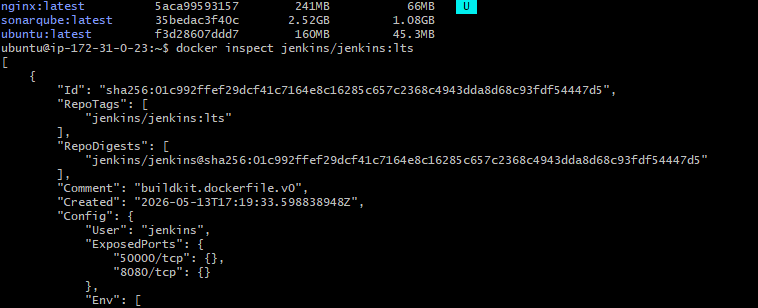 nginx:latest 5aca99593157 241MB 66MB U
sonarqube:latest 35bedac3f40c 2.52GB 1.08GB
ubuntu:latest f3d28607ddd7 160MB 45.3MB
ubuntu@ip-172-31-0-23:~$ docker inspect jenkins/jenkins:lts
[
    {
        "Id": "sha256:01c992ffef29dcf41c7164e8c16285c657c2368c4943dda8d68c93fdf54447d5",
        "RepoTags": [
            "jenkins/jenkins:lts"
        ],
        "RepoDigests": [
            "jenkins/jenkins@sha256:01c992ffef29dcf41c7164e8c16285c657c2368c4943dda8d68c93fdf54447d5"
        ],
        "Comment": "buildkit.dockerfile.v0",
        "Created": "2026-05-13T17:19:33.598838948Z",
        "Config": {
            "User": "jenkins",
            "ExposedPorts": {
                "50000/tcp": {},
                "8080/tcp": {}
            },
            "Env": [